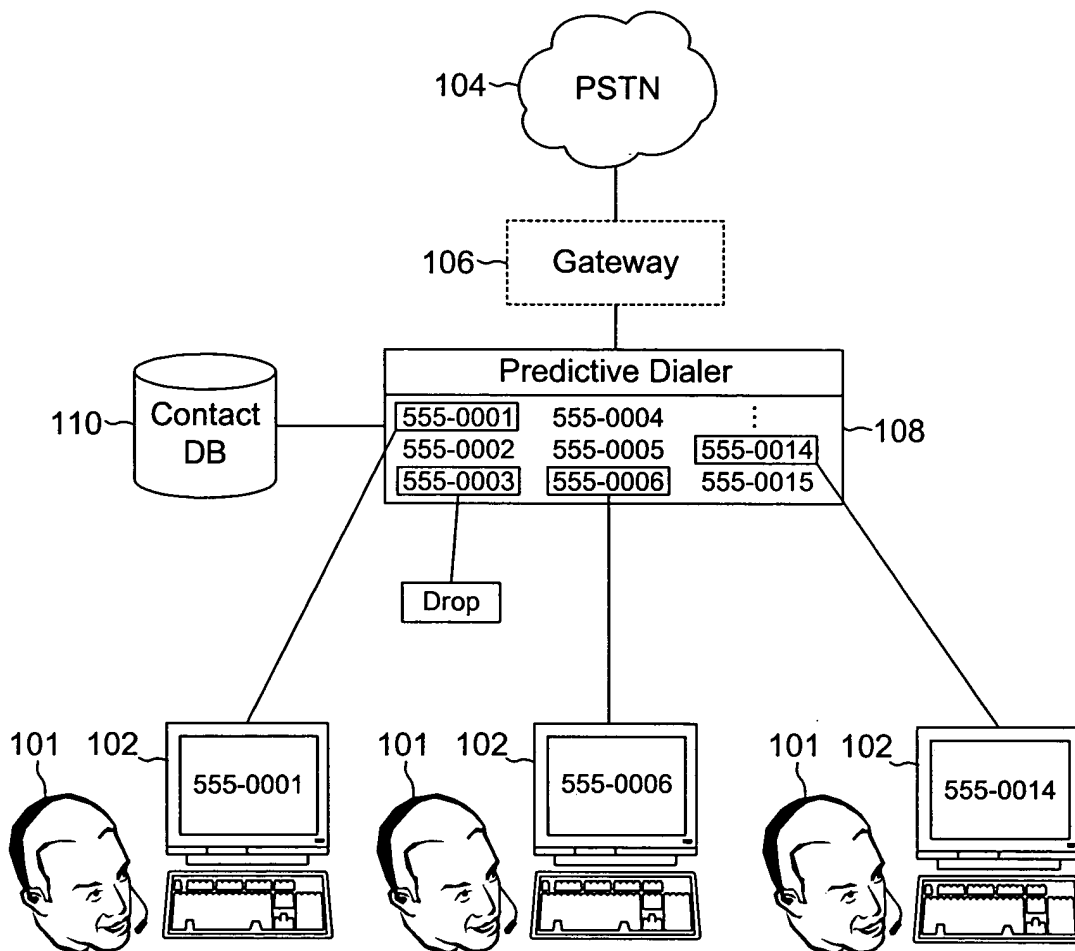 104
PSTN
106
Gateway
Predictive Dialer
110
Contact
DB
555-0001 555-0004 ⋮
555-0002 555-0005 555-0014
555-0003 555-0006 555-0015
108
Drop
101 102 101 102 101 102
555-0001 555-0006 555-0014